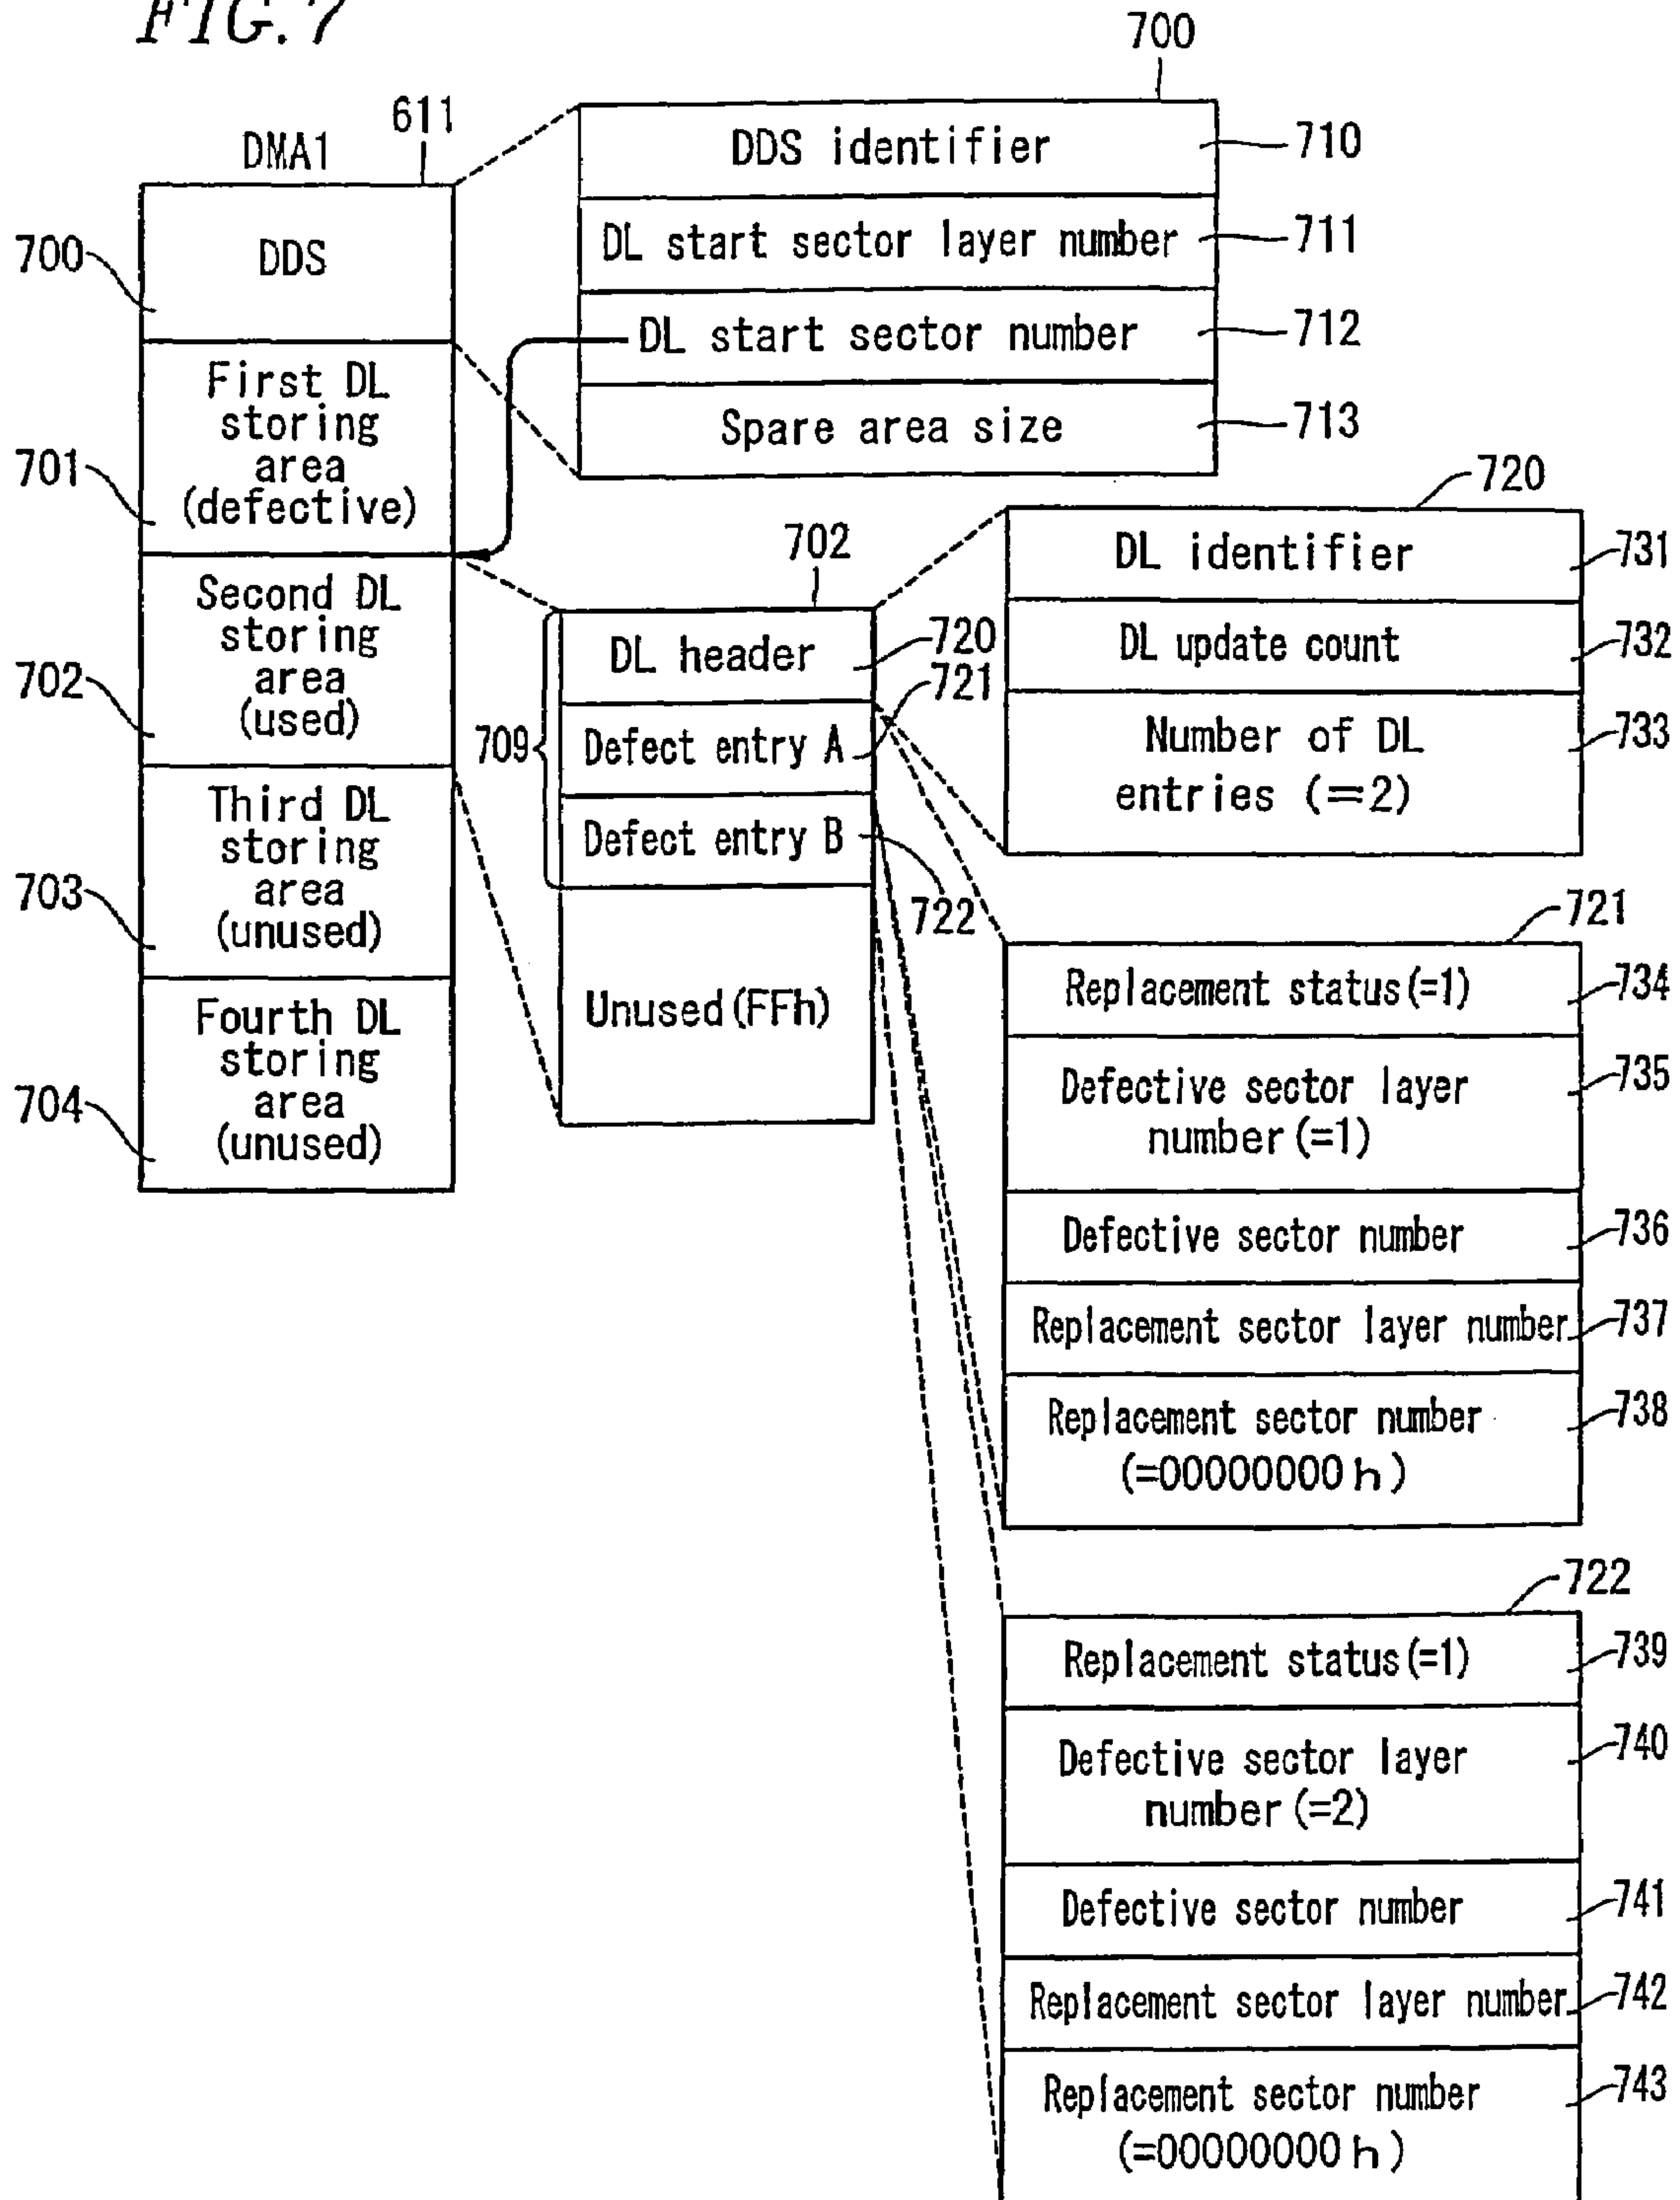 FIG. 7
700
611
DMA1
DDS identifier
710
DL start sector layer number
711
700
DDS
DL start sector number
712
Spare area size
713
First DL
storing
area
(defective)
701
Second DL
storing
area
(used)
702
Third DL
storing
area
(unused)
703
Fourth DL
storing
area
(unused)
704
702
DL header
720
Defect entry A
721
709
Defect entry B
722
Unused(FFh)
720
DL identifier
731
DL update count
732
Number of DL
entries (=2)
733
721
Replacement status(=1)
734
Defective sector layer
number(=1)
735
Defective sector number
736
Replacement sector layer number
737
Replacement sector number
(=00000000h)
738
722
Replacement status(=1)
739
Defective sector layer
number(=2)
740
Defective sector number
741
Replacement sector layer number
742
Replacement sector number
(=00000000h)
743